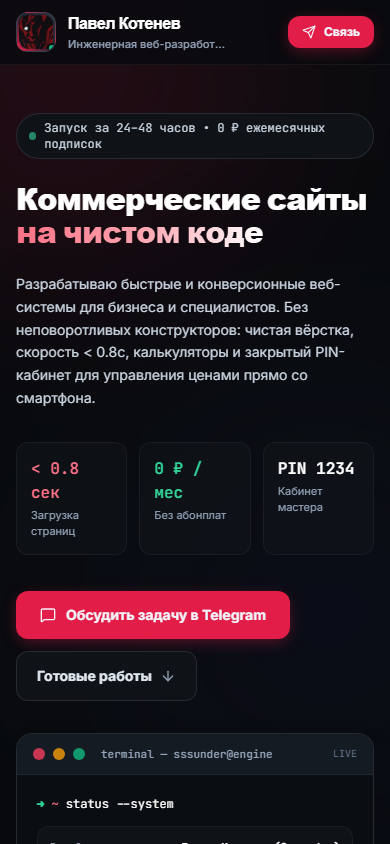 Павел Котенев
Инженерная веб-разработ...
Связь
Запуск за 24–48 часов • 0 ₽ ежемесячных
подписок
Коммерческие сайты
на чистом коде
Разрабатываю быстрые и конверсионные веб-
системы для бизнеса и специалистов. Без
неповоротливых конструкторов: чистая вёрстка,
скорость < 0.8с, калькуляторы и закрытый PIN-
кабинет для управления ценами прямо со
смартфона.
< 0.8
сек
Загрузка
страниц
0 ₽ /
мес
Без абонплат
PIN 1234
Кабинет
мастера
Обсудить задачу в Telegram
Готовые работы ↓
terminal — sssunder@engine
LIVE
➜ ~ status --system